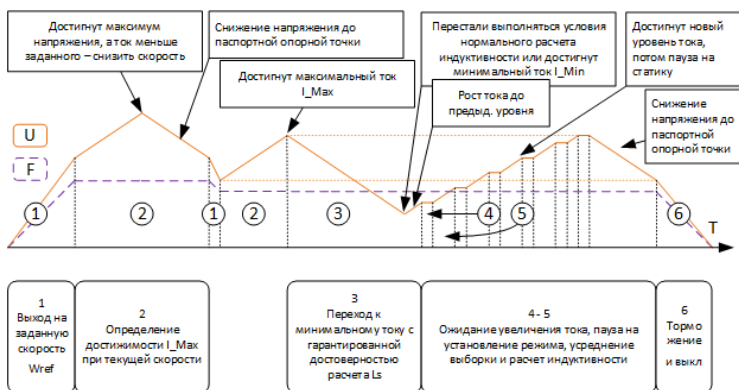 Достигнут максимум
напряжения, а ток меньше
заданного – снизить скорость
Снижение напряжения до
паспортной опорной точки
Достигнут максимальный ток
I_Max
Перестали выполняться условия
нормального расчета
индуктивности или достигнут
минимальный ток I_Min
Рост тока до
предыд. уровня
Достигнут новый
уровень тока,
потом пауза на
статику
Снижение
напряжения до
паспортной
опорной точки
U
F
1
2
1
2
3
4
5
6
T
1
Выход на
заданную
скорость
Wref
2
Определение
достижимости I_Max
при текущей скорости
3
Переход к
минимальному току с
гарантированной
достоверностью
расчета Ls
4 - 5
Ожидание увеличения тока, пауза на
установление режима, усреднение
выборки и расчет индуктивности
6
Тормо
жение
и выкл